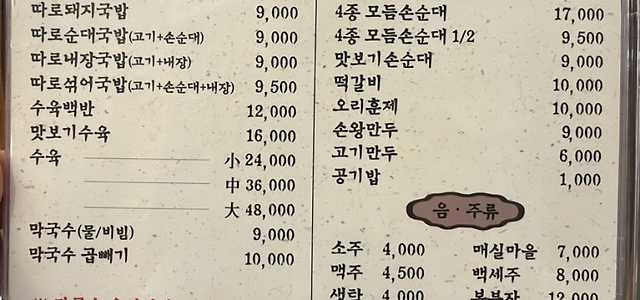 따로돼지국밥 9,000
따로순대국밥(고기+손순대) 9,000
따로내장국밥(고기+내장) 9,000
따로섞어국밥(고기+손순대+내장) 9,500
수육백반 12,000
맛보기수육 16,000
수육 小 24,000
中 36,000
大 48,000
막국수(물/비빔) 9,000
막국수 곱빼기 10,000
4종 모듬손순대 17,000
4종 모듬손순대 1/2 9,500
맛보기손순대 9,000
떡갈비 10,000
오리훈제 10,000
손왕만두 9,000
고기만두 6,000
공기밥 1,000
음·주류
소주 4,000
맥주 4,500
생탁 4,000
매실마을 7,000
백세주 8,000
복분자 12,000